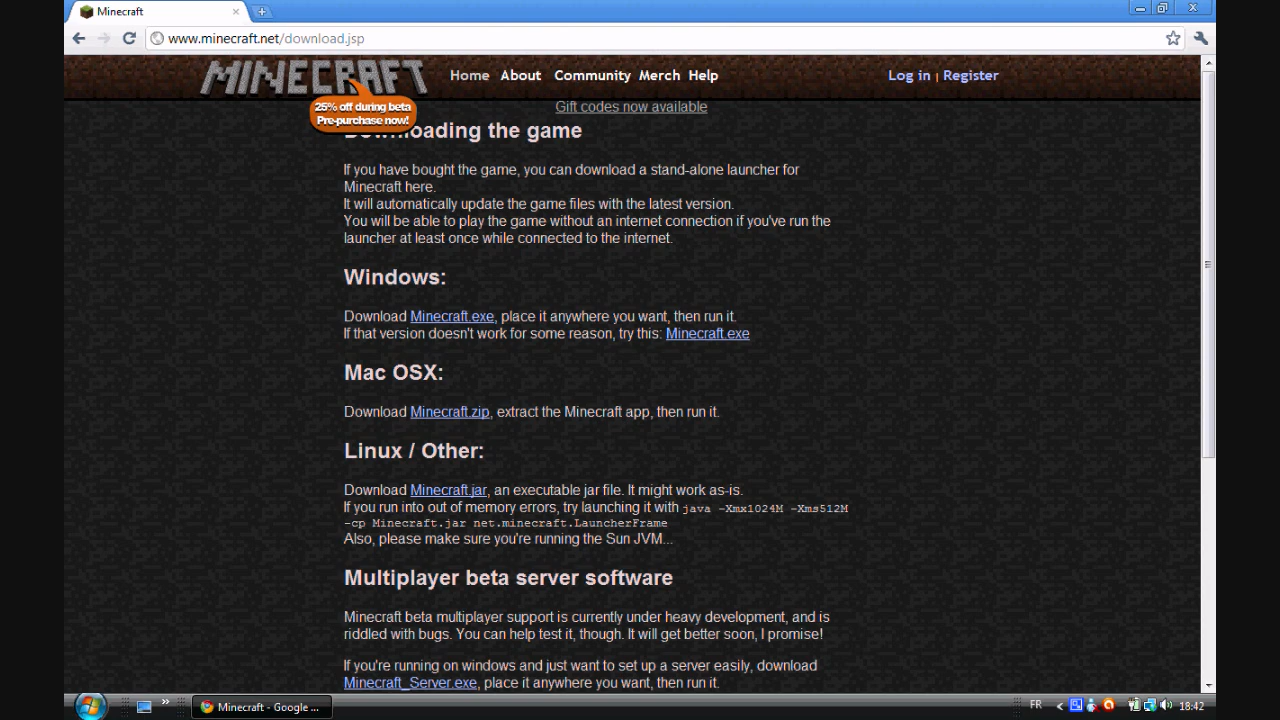 Minecraft
www.minecraft.net/download.jsp
MINECRAFT
Home About Community Merch Help
Log in | Register
25% off during beta
Pre-purchase now!
Gift codes now available
Downloading the game
If you have bought the game, you can download a stand-alone launcher for
Minecraft here.
It will automatically update the game files with the latest version.
You will be able to play the game without an internet connection if you've run the
launcher at least once while connected to the internet.
Windows:
Download Minecraft.exe, place it anywhere you want, then run it.
If that version doesn't work for some reason, try this: Minecraft.exe
Mac OSX:
Download Minecraft.zip, extract the Minecraft app, then run it.
Linux / Other:
Download Minecraft.jar, an executable jar file. It might work as-is.
If you run into out of memory errors, try launching it with java -Xmx1024M -Xms512M
-cp Minecraft.jar net.minecraft.LauncherFrame
Also, please make sure you're running the Sun JVM...
Multiplayer beta server software
Minecraft beta multiplayer support is currently under heavy development, and is
riddled with bugs. You can help test it, though. It will get better soon, I promise!
If you're running on windows and just want to set up a server easily, download
Minecraft_Server.exe, place it anywhere you want, then run it.
Minecraft - Google ...
FR
18:42